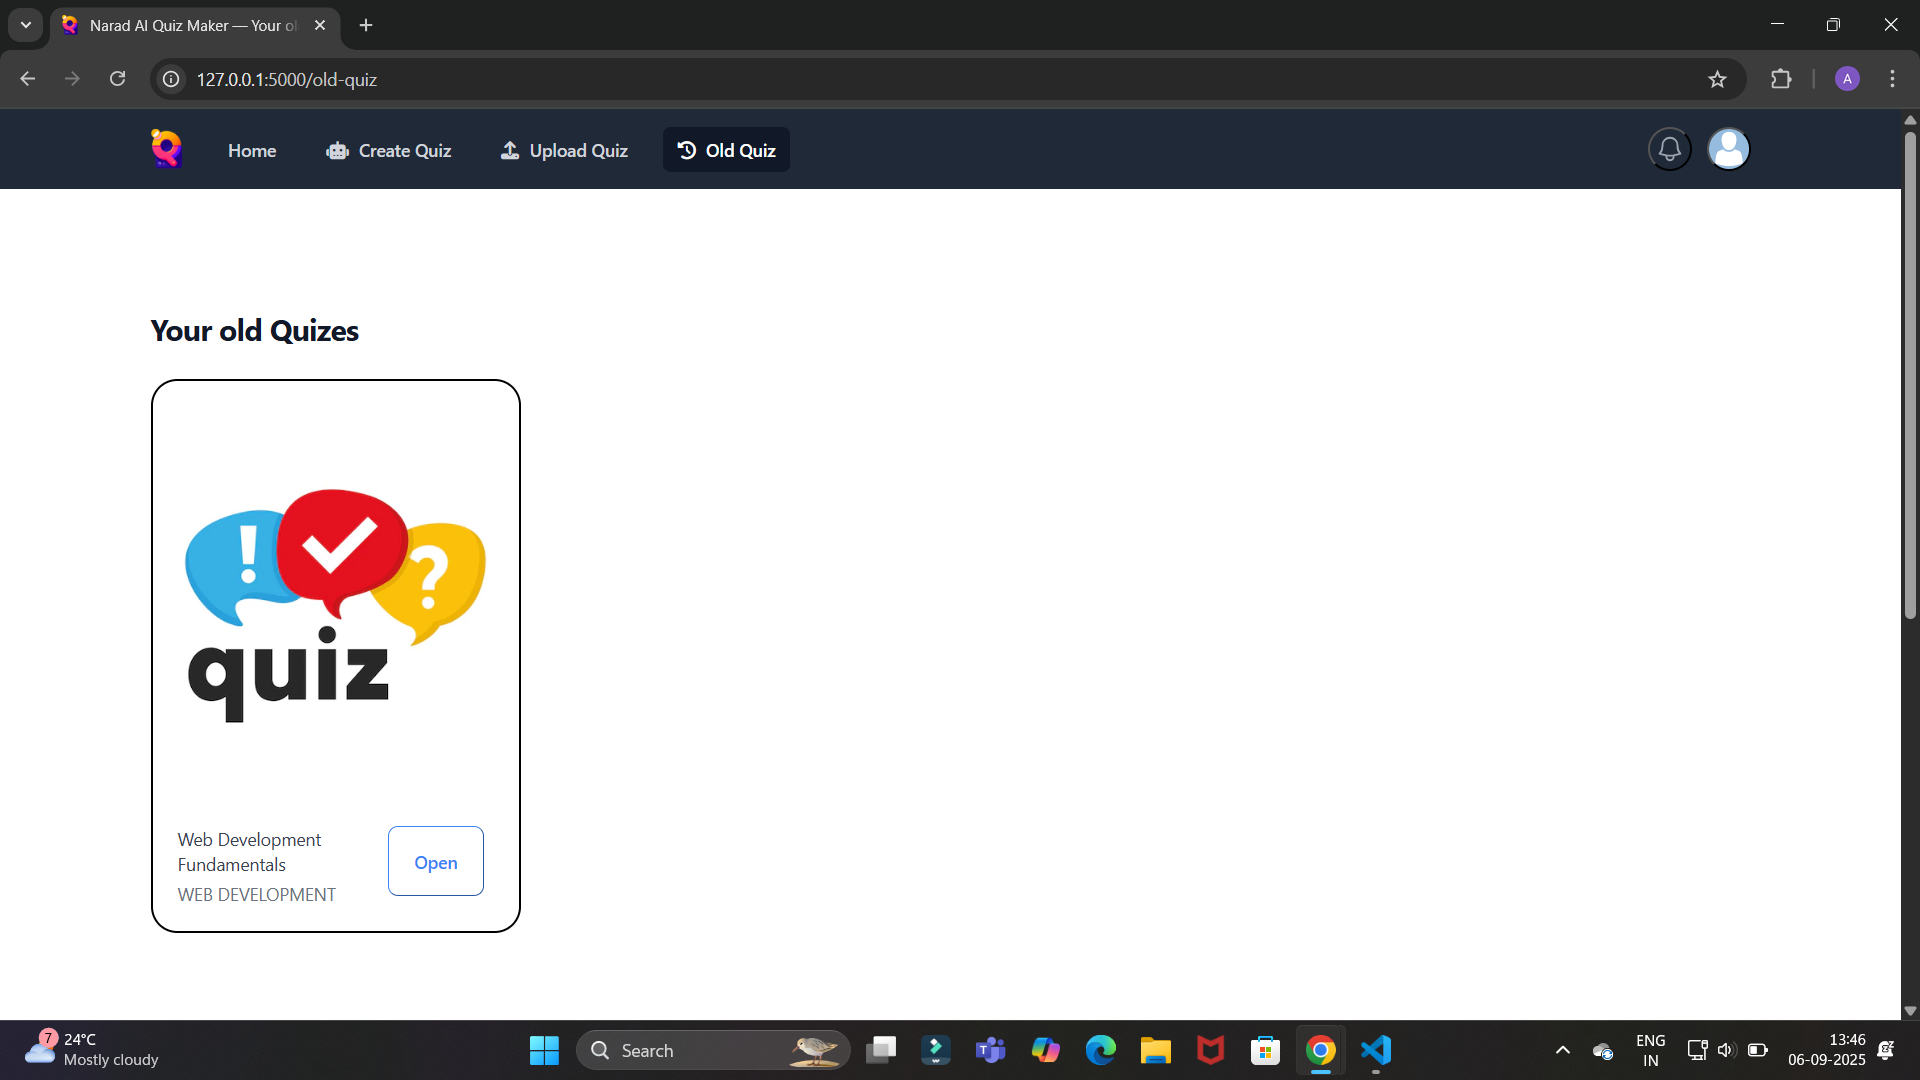 Narad AI Quiz Maker — Your ol
127.0.0.1:5000/old-quiz
A
Home
Create Quiz
Upload Quiz
Old Quiz
Your old Quizes
!
?
quiz
Web Development
Fundamentals
WEB DEVELOPMENT
Open
7
24°C
Mostly cloudy
Search
ENG
IN
13:46
06-09-2025